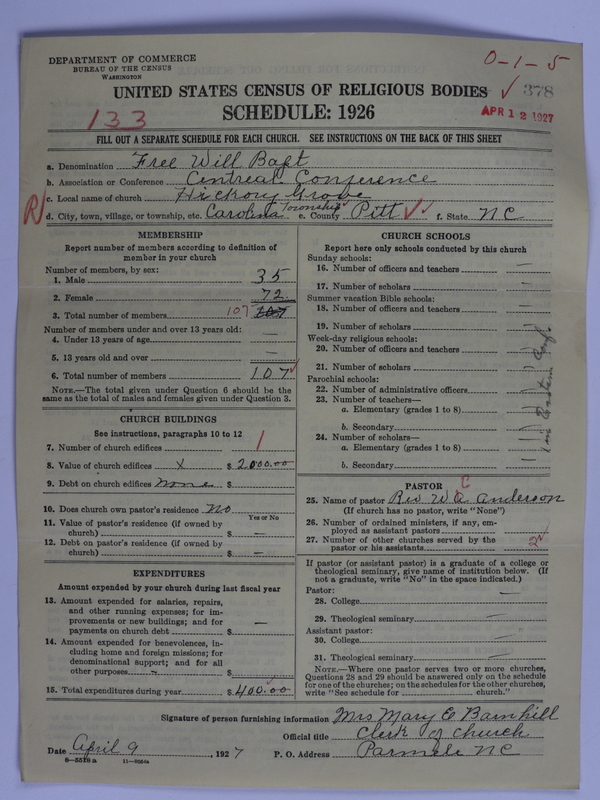 DEPARTMENT OF COMMERCE
BUREAU OF THE CENSUS
WASHINGTON
0-1-5
UNITED STATES CENSUS OF RELIGIOUS BODIES ✓ 378
SCHEDULE: 1926
133
APR 12 1927
FILL OUT A SEPARATE SCHEDULE FOR EACH CHURCH. SEE INSTRUCTIONS ON THE BACK OF THIS SHEET
a. Denomination Free Will Bapt
b. Association or Conference Centreal Conference
c. Local name of church Hickory Grove
R d. City, town, village, or township, etc. Carolina Township e. County Pitt ✓✓ f. State NC
MEMBERSHIP
Report number of members according to definition of
member in your church
Number of members, by sex:
1. Male 35
2. Female 72
3. Total number of members 107 107
Number of members under and over 13 years old:
4. Under 13 years of age —
5. 13 years old and over —
6. Total number of members 107 ✓
NOTE.—The total given under Question 6 should be the
same as the total of males and females given under Question 3.
CHURCH BUILDINGS
See instructions, paragraphs 10 to 12
7. Number of church edifices 1
8. Value of church edifices x $ 2000.00
9. Debt on church edifices None $
10. Does church own pastor's residence No
Yes or No
11. Value of pastor's residence (if owned by
church) $ —
12. Debt on pastor's residence (if owned by
church) $ —
EXPENDITURES
Amount expended by your church during last fiscal year
13. Amount expended for salaries, repairs,
and other running expenses; for im-
provements or new buildings; and for
payments on church debt $ —
14. Amount expended for benevolences, in-
cluding home and foreign missions; for
denominational support; and for all
other purposes $
15. Total expenditures during year $ 400.00
CHURCH SCHOOLS
Report here only schools conducted by this church
Sunday schools:
16. Number of officers and teachers —
17. Number of scholars —
Summer vacation Bible schools:
18. Number of officers and teachers —
19. Number of scholars —
Week-day religious schools:
20. Number of officers and teachers —
21. Number of scholars —
Parochial schools:
22. Number of administrative officers —
23. Number of teachers—
a. Elementary (grades 1 to 8) —
b. Secondary —
24. Number of scholars—
a. Elementary (grades 1 to 8) —
b. Secondary —
Eastern Conf.
PASTOR
25. Name of pastor Rev W C Anderson
(If church has no pastor, write "None")
26. Number of ordained ministers, if any, em-
ployed as assistant pastors
27. Number of other churches served by the
pastor or his assistants 2
If pastor (or assistant pastor) is a graduate of a college or
theological seminary, give name of institution below. (If
not a graduate, write "No" in the space indicated.)
Pastor:
28. College —
29. Theological seminary —
Assistant pastor:
30. College —
31. Theological seminary —
NOTE.—Where one pastor serves two or more churches,
Questions 28 and 29 should be answered only on the schedule
for one of the churches; on the schedules for the other churches,
write "See schedule for ........ church."
Signature of person furnishing information Mrs Mary E Barnhill
Official title Clerk of church
Date April 9, 1927 P. O. Address Parmele NC
8—5519 a